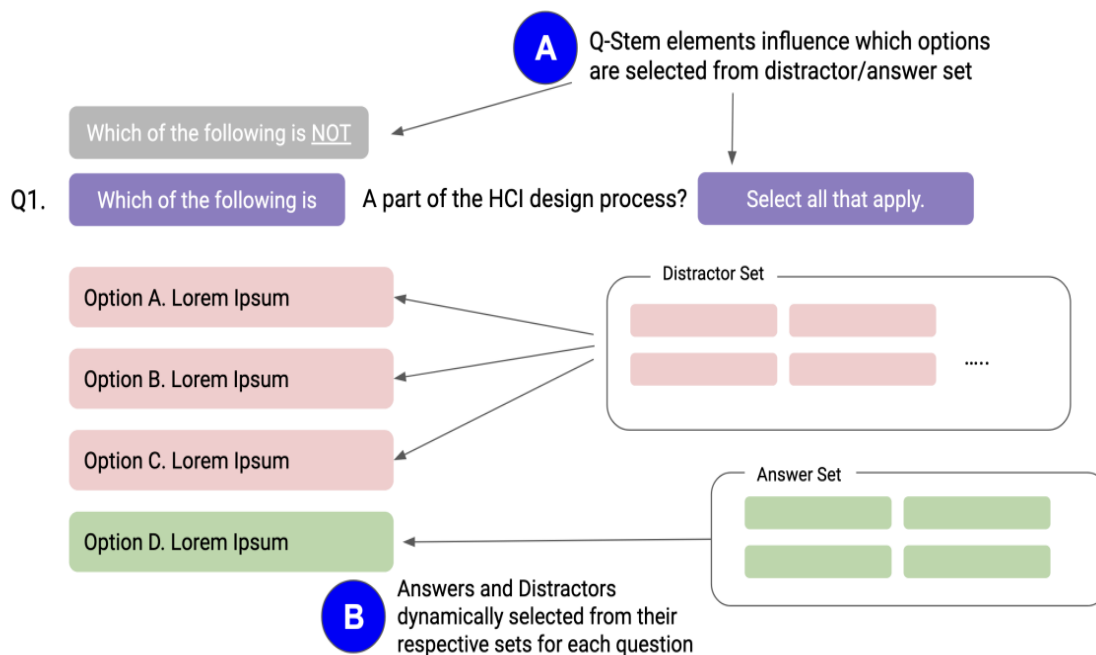 A
Q-Stem elements influence which options
are selected from distractor/answer set
Which of the following is NOT
Q1. Which of the following is A part of the HCI design process? Select all that apply.
Distractor Set
Option A. Lorem Ipsum
Option B. Lorem Ipsum
.....
Option C. Lorem Ipsum
Answer Set
Option D. Lorem Ipsum
B
Answers and Distractors
dynamically selected from their
respective sets for each question